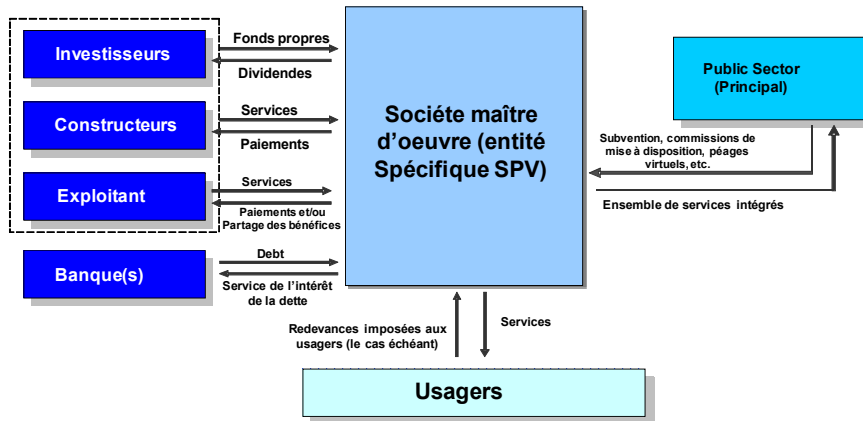 Investisseurs
Fonds propres
Dividendes
Constructeurs
Services
Paiements
Exploitant
Services
Paiements et/ou
Partage des bénéfices
Banque(s)
Debt
Service de l'intérêt
de la dette
Sociéte maître
d'oeuvre (entité
Spécifique SPV)
Public Sector
(Principal)
Subvention, commissions de
mise à disposition, péages
virtuels, etc.
Ensemble de services intégrés
Redevances imposées aux
usagers (le cas échéant)
Services
Usagers